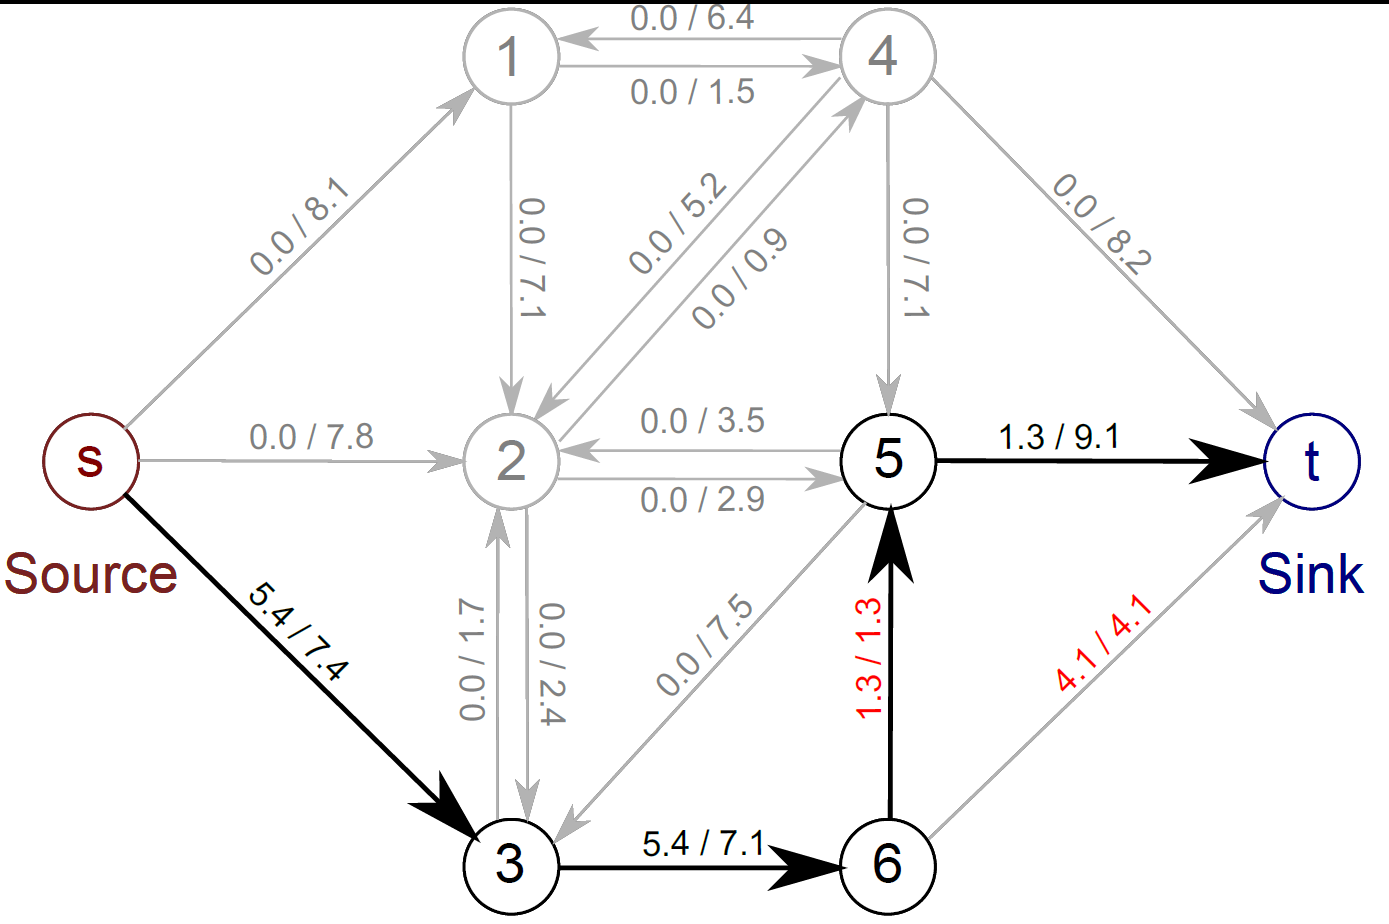 0.0 / 6.4
1
4
0.0 / 1.5
0.0 / 8.1
0.0 / 7.1
0.0 / 5.2
0.0 / 0.9
0.0 / 7.1
0.0 / 8.2
s
0.0 / 7.8
2
0.0 / 3.5
0.0 / 2.9
5
1.3 / 9.1
t
Source
Sink
5.4 / 7.4
0.0 / 1.7
0.0 / 2.4
0.0 / 7.5
1.3 / 1.3
4.1 / 4.1
3
5.4 / 7.1
6